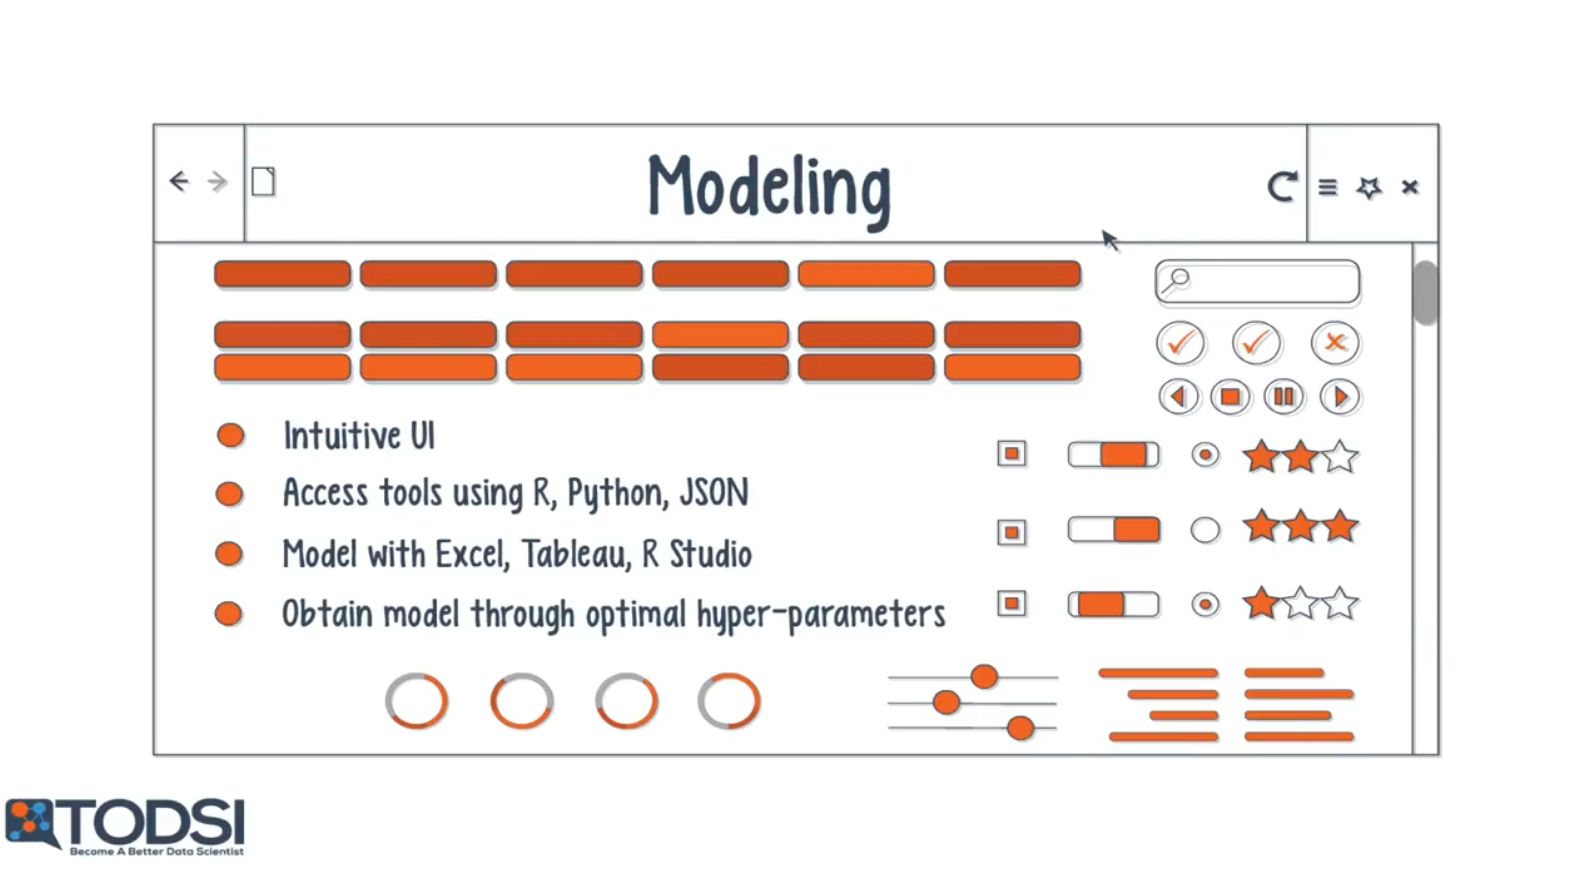 Modeling
Intuitive UI
Access tools using R, Python, JSON
Model with Excel, Tableau, R Studio
Obtain model through optimal hyper-parameters
TODSI
Become A Better Data Scientist